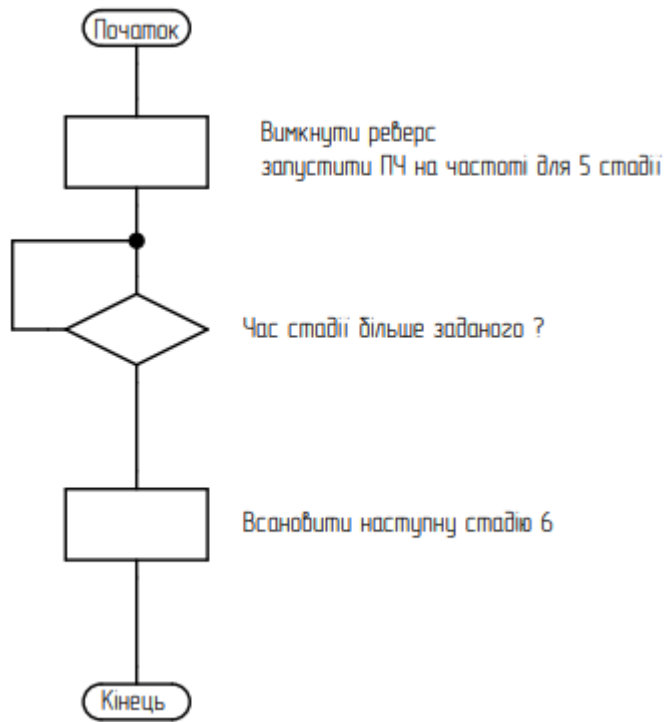 Початок
Вимкнути реверс
запустити ПЧ на частоті для 5 стадії
Час стадії більше заданого ?
Всановити наступну стадію 6
Кінець